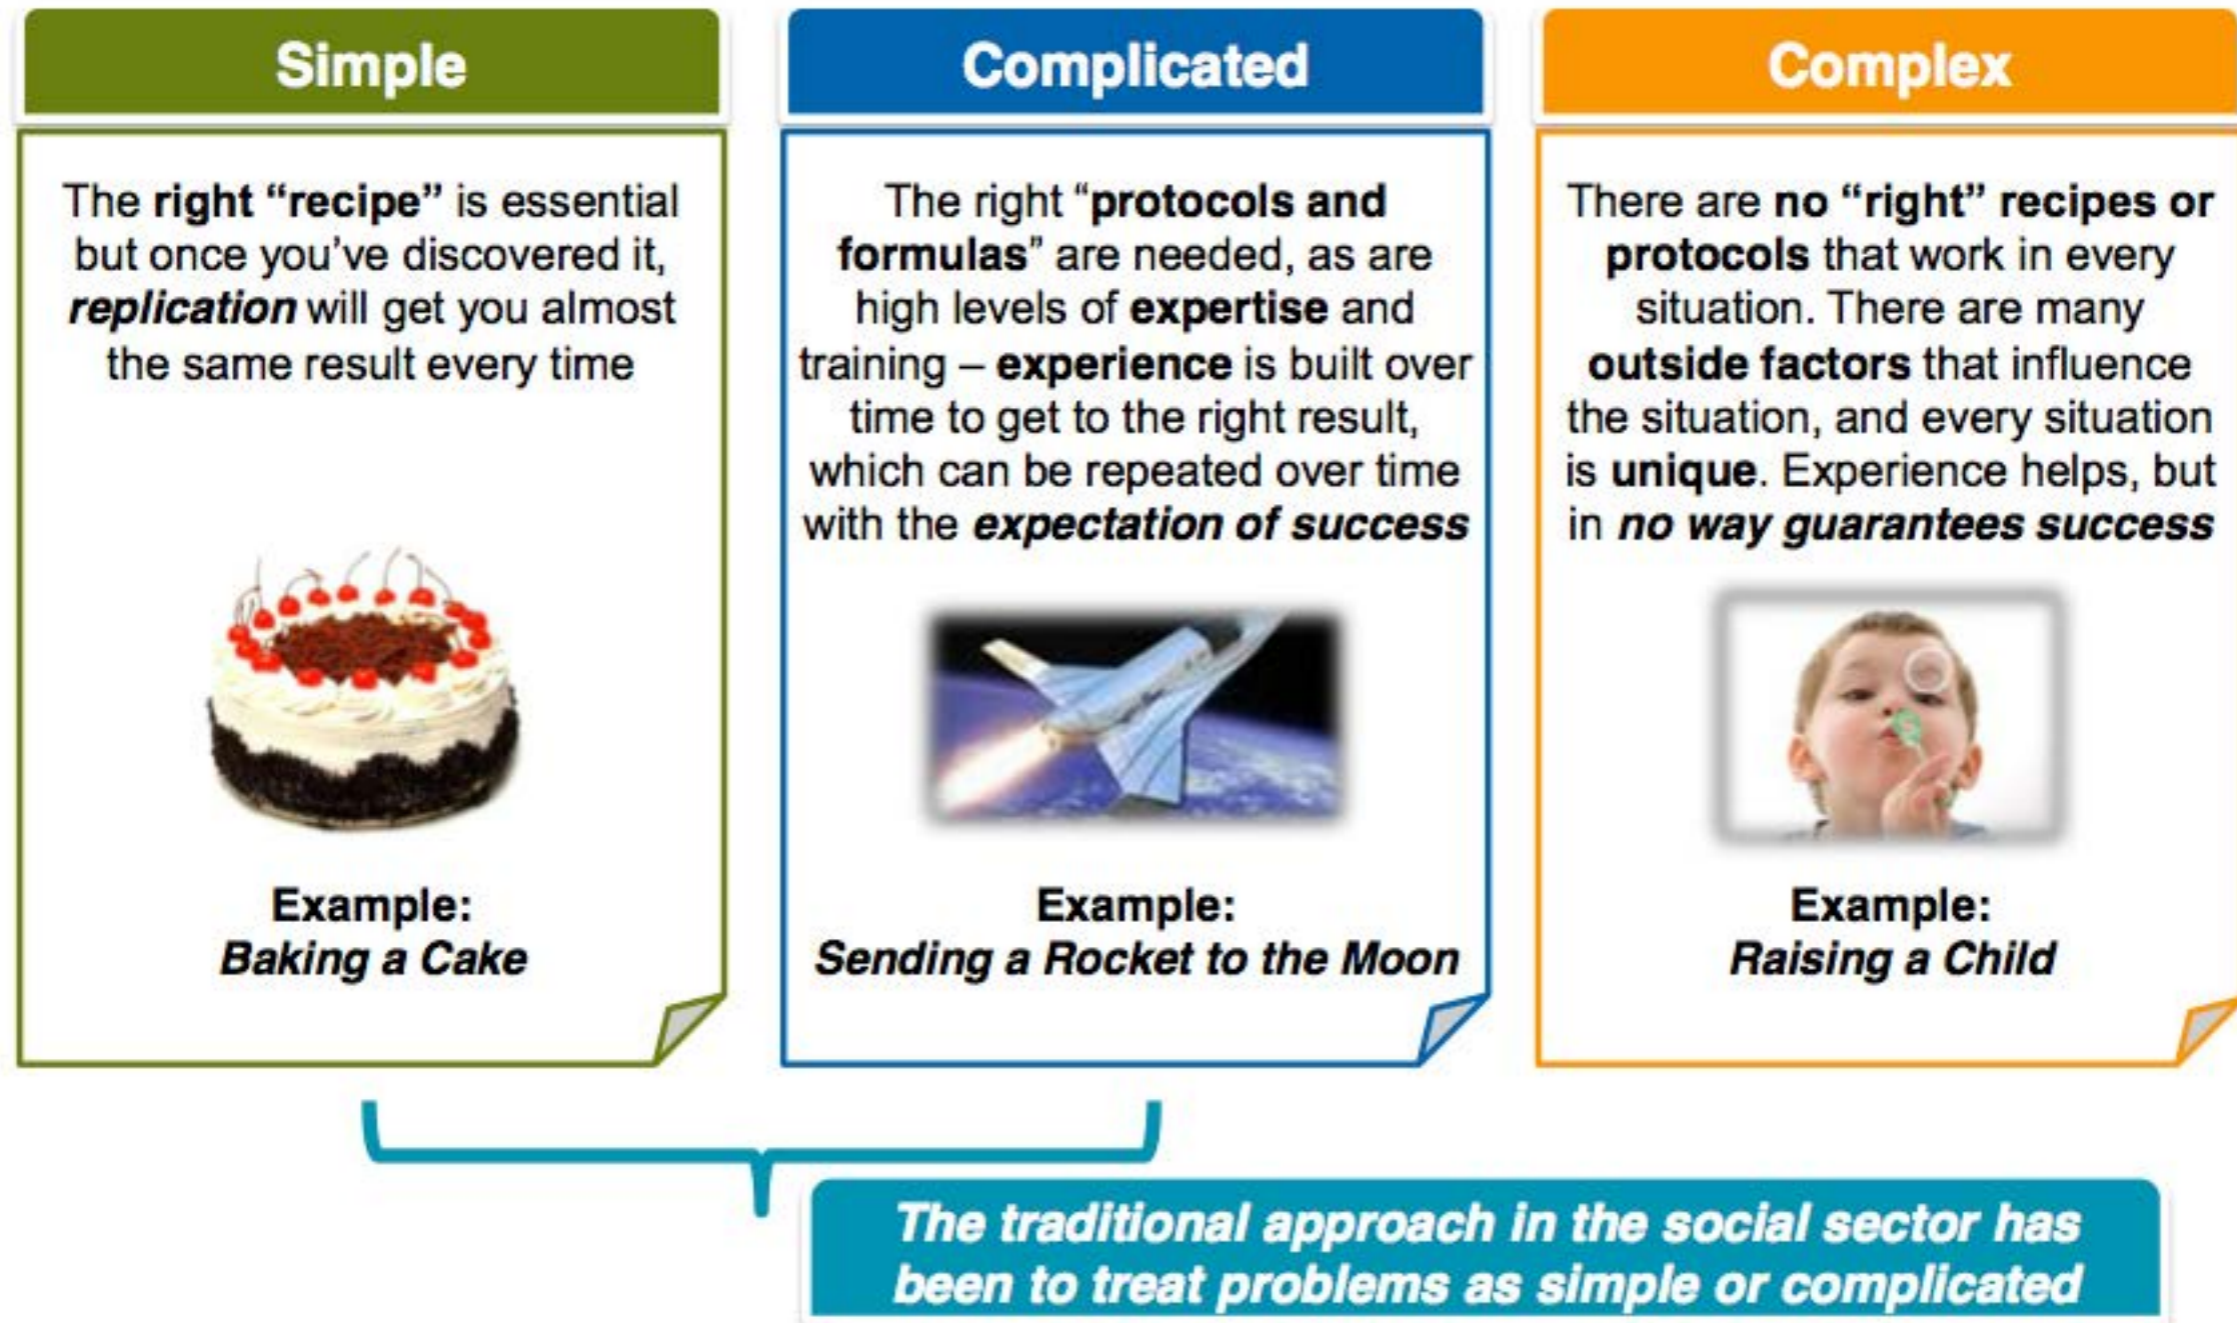 Simple
The right “recipe” is essential
but once you’ve discovered it,
replication will get you almost
the same result every time
Example:
Baking a Cake
Complicated
The right “protocols and
formulas” are needed, as are
high levels of expertise and
training – experience is built over
time to get to the right result,
which can be repeated over time
with the expectation of success
Example:
Sending a Rocket to the Moon
Complex
There are no “right” recipes or
protocols that work in every
situation. There are many
outside factors that influence
the situation, and every situation
is unique. Experience helps, but
in no way guarantees success
Example:
Raising a Child
The traditional approach in the social sector has
been to treat problems as simple or complicated